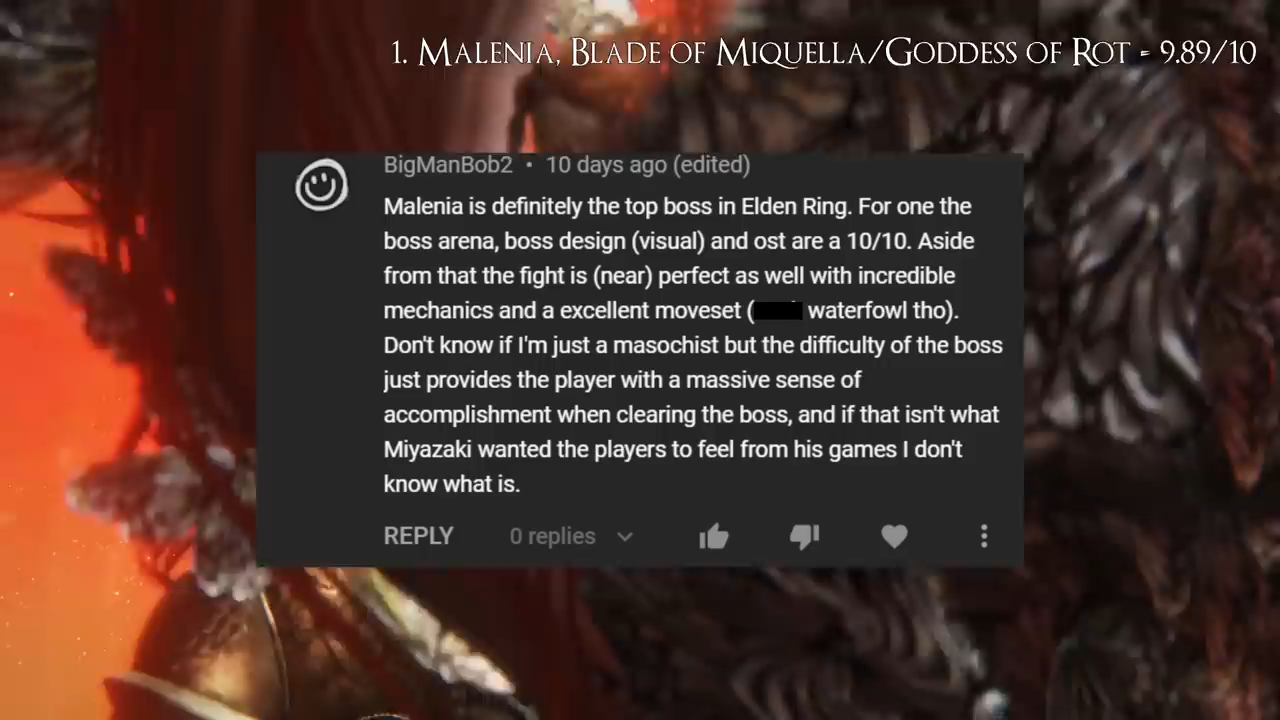 1. Malenia, Blade of Miquella/Goddess of Rot - 9.89/10
BigManBob2 • 10 days ago (edited)
Malenia is definitely the top boss in Elden Ring. For one the
boss arena, boss design (visual) and ost are a 10/10. Aside
from that the fight is (near) perfect as well with incredible
mechanics and a excellent moveset ( waterfowl tho).
Don't know if I'm just a masochist but the difficulty of the boss
just provides the player with a massive sense of
accomplishment when clearing the boss, and if that isn't what
Miyazaki wanted the players to feel from his games I don't
know what is.
REPLY 0 replies